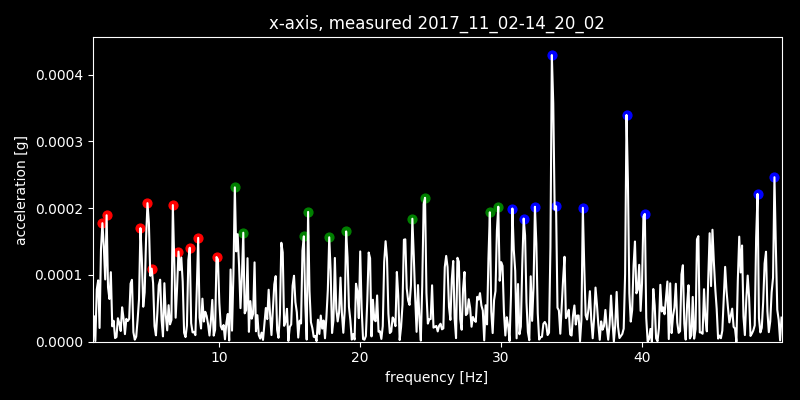 x-axis, measured 2017_11_02-14_20_02
acceleration [g]
0.0004
0.0003
0.0002
0.0001
0.0000
10 20 30 40
frequency [Hz]